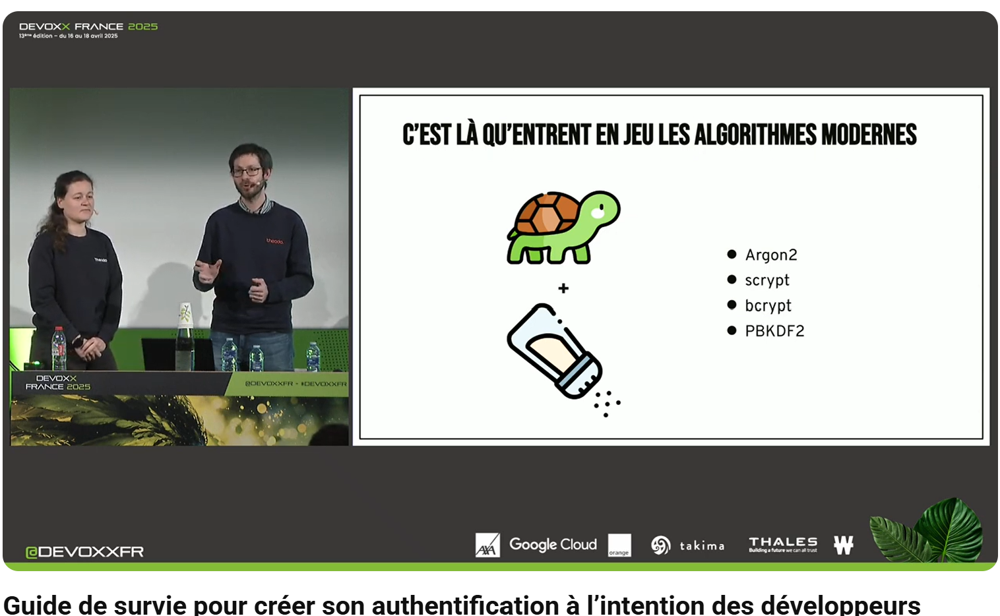 DEVOXX FRANCE 2025
13ème édition – du 16 au 18 avril 2025
C'EST LÀ QU'ENTRENT EN JEU LES ALGORITHMES MODERNES
+
Argon2
scrypt
bcrypt
PBKDF2
theodo.
Theodo
DEVOXX
FRANCE 2025
@DEVOXXFR - #DEVOXXFR
@DEVOXXFR
AXA
Google Cloud
orange
takima
THALES
Building a future we can all trust
W
Guide de survie pour créer son authentification à l'intention des développeurs